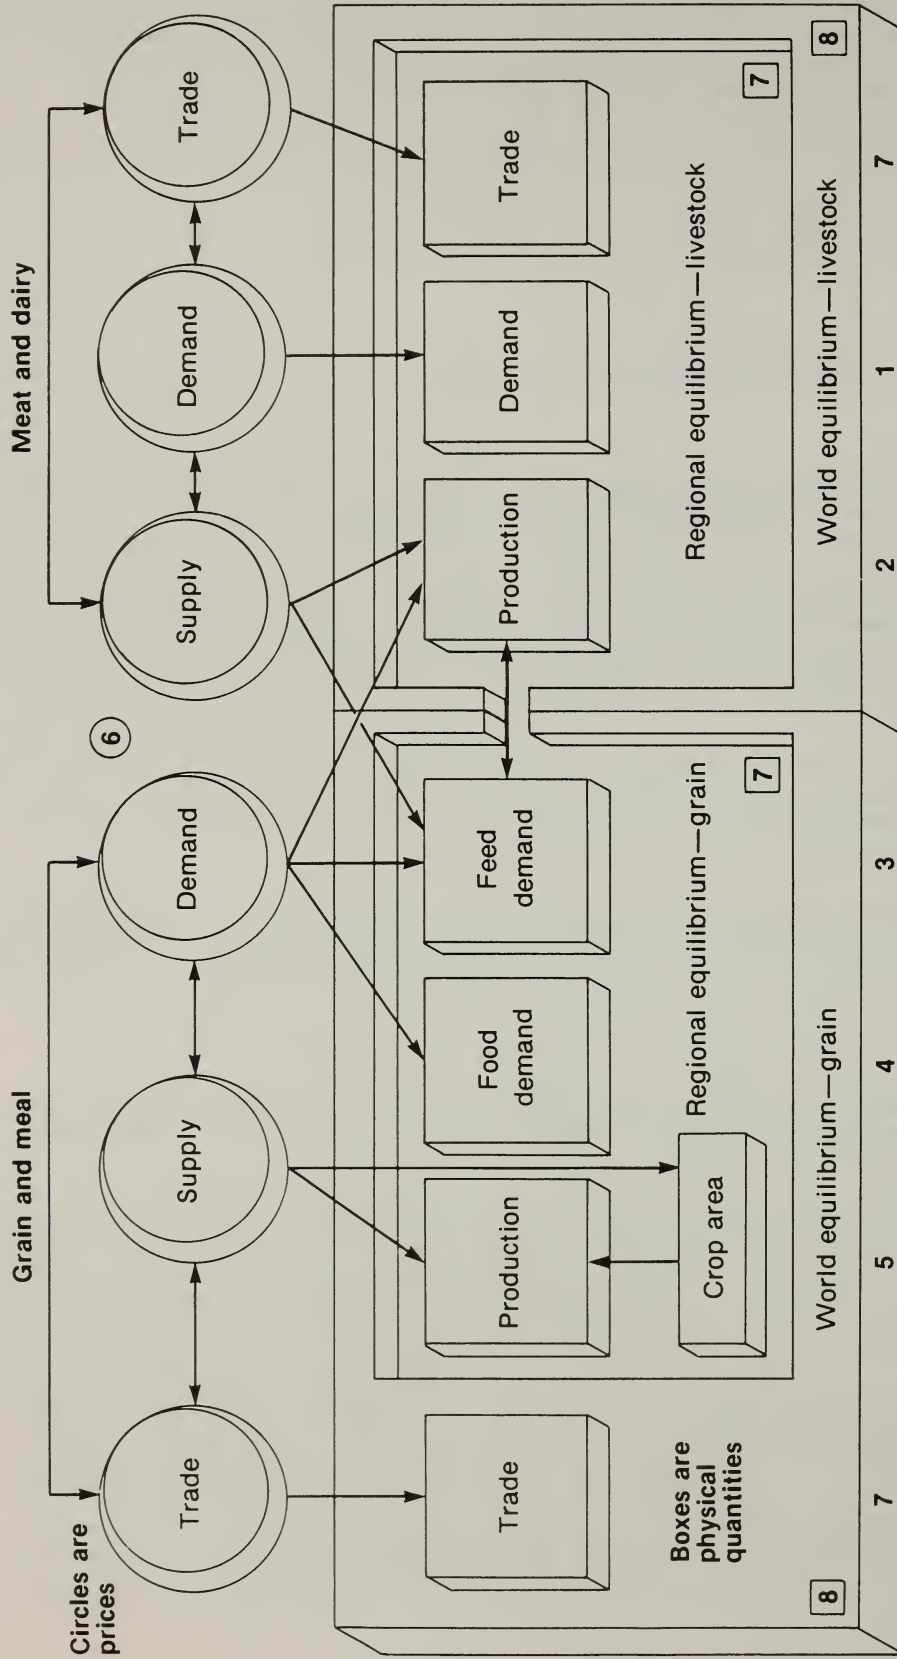 Grain and meal
Meat and dairy
Circles are
prices
Trade
Supply
Demand
6
Supply
Demand
Trade
Trade
Production
Food
demand
Feed
demand
Production
Demand
Trade
Boxes are
physical
quantities
Crop area
Regional equilibrium—grain
7
Regional equilibrium—livestock
7
8
World equilibrium—grain
World equilibrium—livestock
8
7
5
4
3
2
1
7